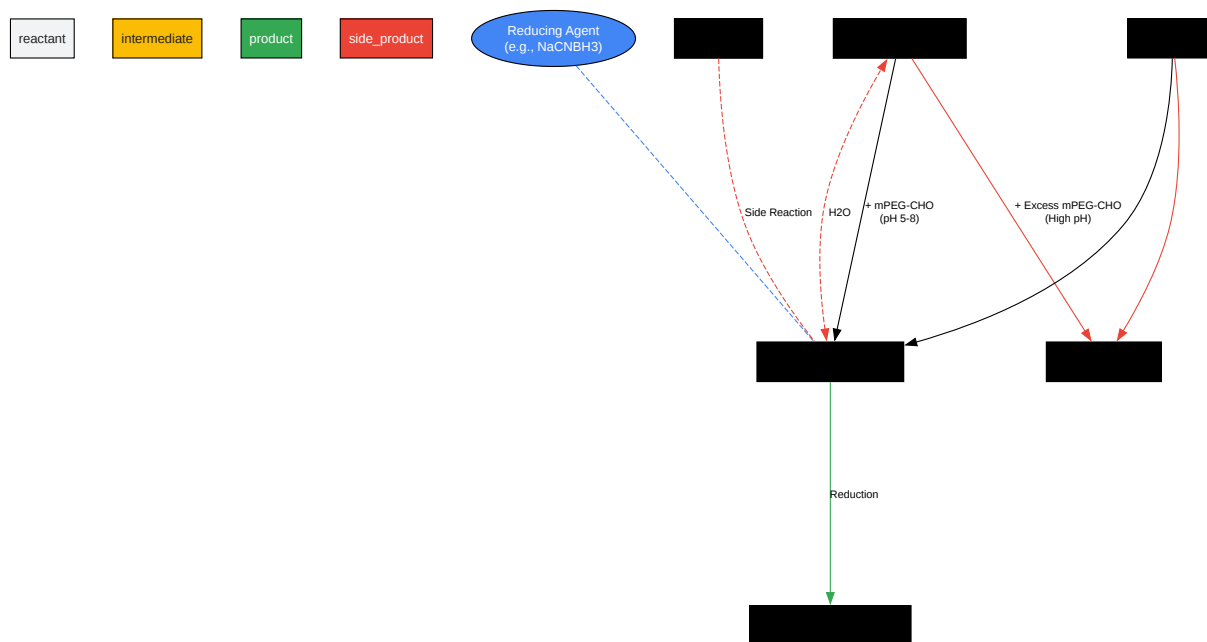 reactant
intermediate
product
side_product
Reducing Agent
(e.g., NaCNBH3)
Side Reaction
H2O
+ mPEG-CHO
(pH 5-8)
+ Excess mPEG-CHO
(High pH)
Reduction